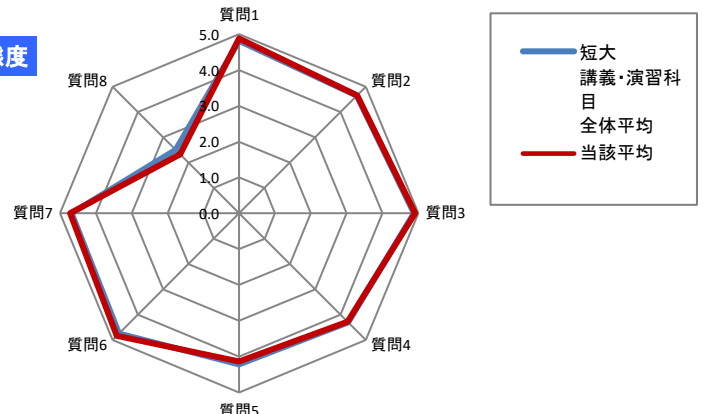 質問1
5.0
度
4.0
質問8
質問2
3.0
2.0
1.0
質問7
0.0
質問3
質問6
質問4
質問5
短大
講義・演習科
目
全体平均
当該平均